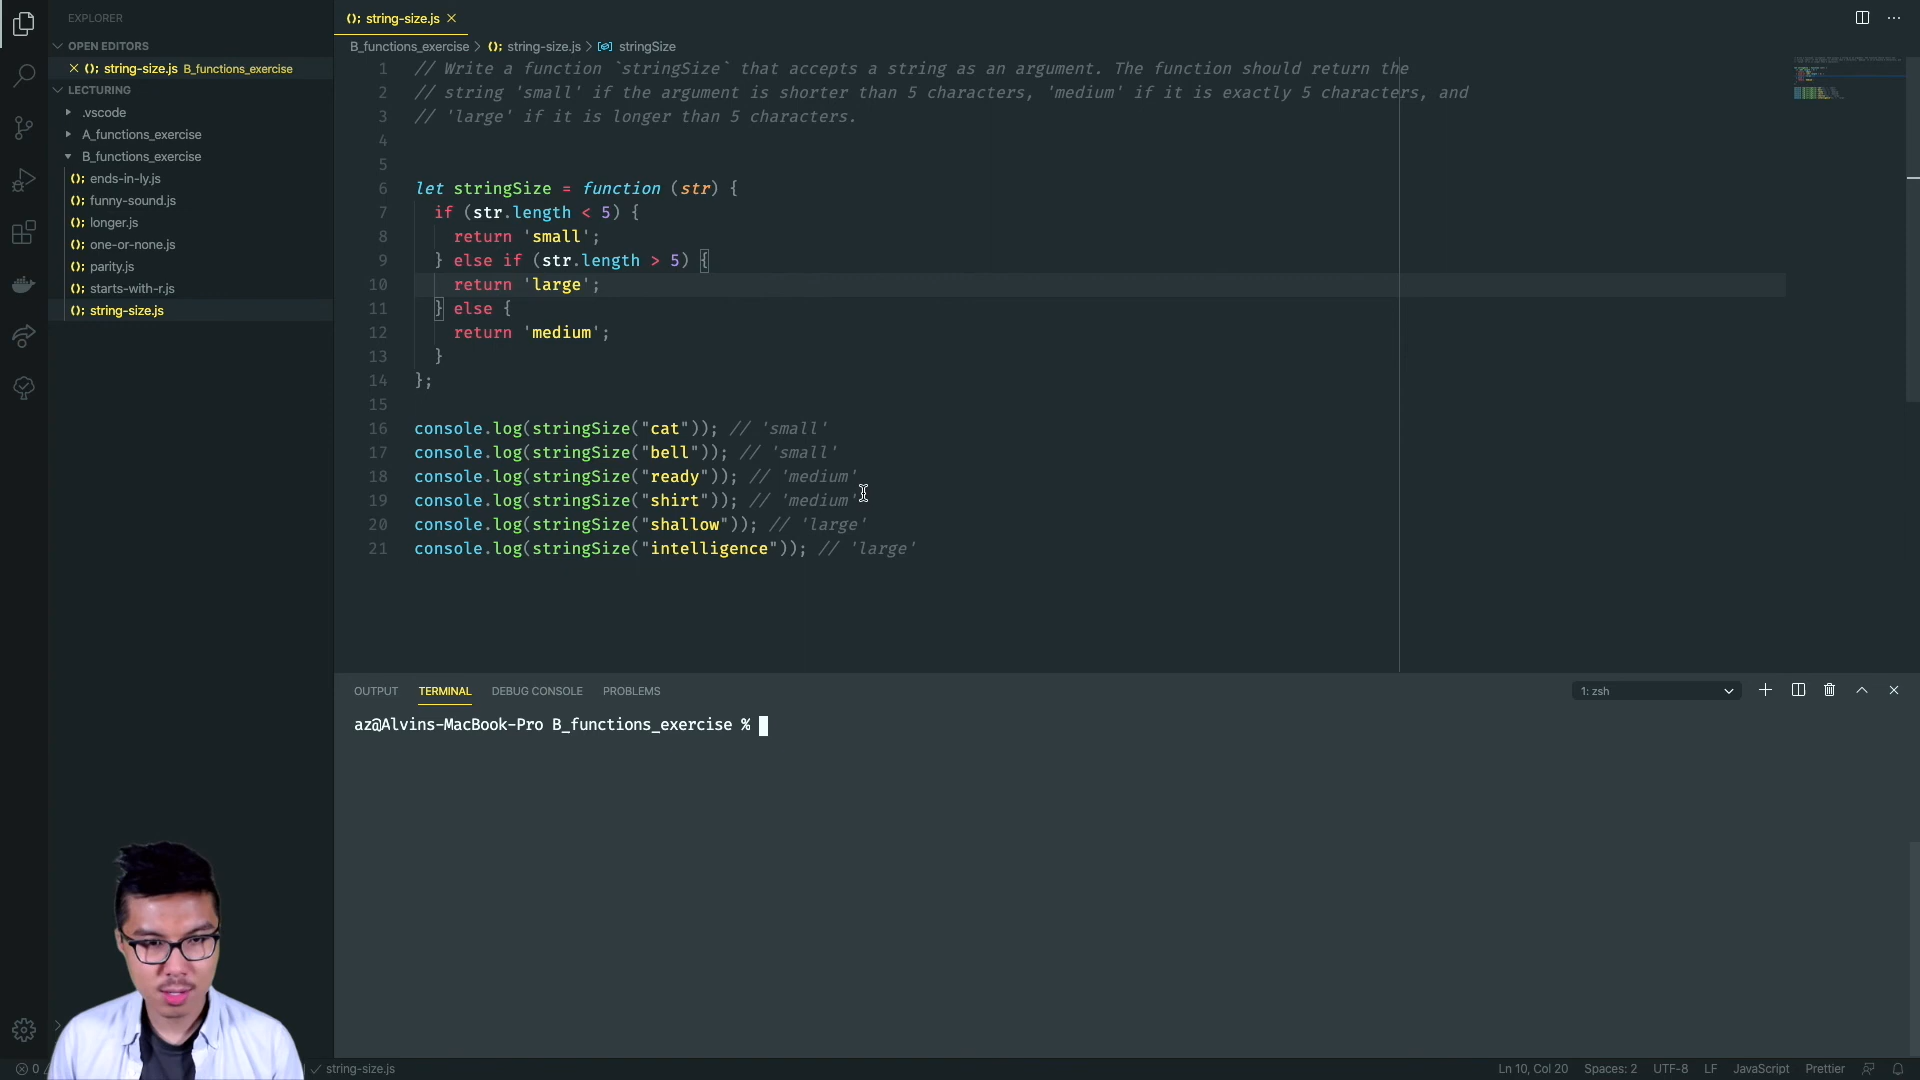 EXPLORER
OPEN EDITORS
string-size.js B_functions_exercise
LECTURING
.vscode
A_functions_exercise
B_functions_exercise
ends-in-ly.js
funny-sound.js
longer.js
one-or-none.js
parity.js
starts-with-r.js
string-size.js
(); string-size.js
B_functions_exercise > (); string-size.js > stringSize
1 // Write a function `stringSize` that accepts a string as an argument. The function should return the
2 // string 'small' if the argument is shorter than 5 characters, 'medium' if it is exactly 5 characters, and
3 // 'large' if it is longer than 5 characters.
4
5
6 let stringSize = function (str) {
7 if (str.length < 5) {
8 return 'small';
9 } else if (str.length > 5) {
10 return 'large';
11 } else {
12 return 'medium';
13 }
14 };
15
16 console.log(stringSize("cat")); // 'small'
17 console.log(stringSize("bell")); // 'small'
18 console.log(stringSize("ready")); // 'medium'
19 console.log(stringSize("shirt")); // 'medium'
20 console.log(stringSize("shallow")); // 'large'
21 console.log(stringSize("intelligence")); // 'large'
OUTPUT TERMINAL DEBUG CONSOLE PROBLEMS
1: zsh
az@Alvins-MacBook-Pro B_functions_exercise %
0 string-size.js Ln 10, Col 20 Spaces: 2 UTF-8 LF JavaScript Prettier